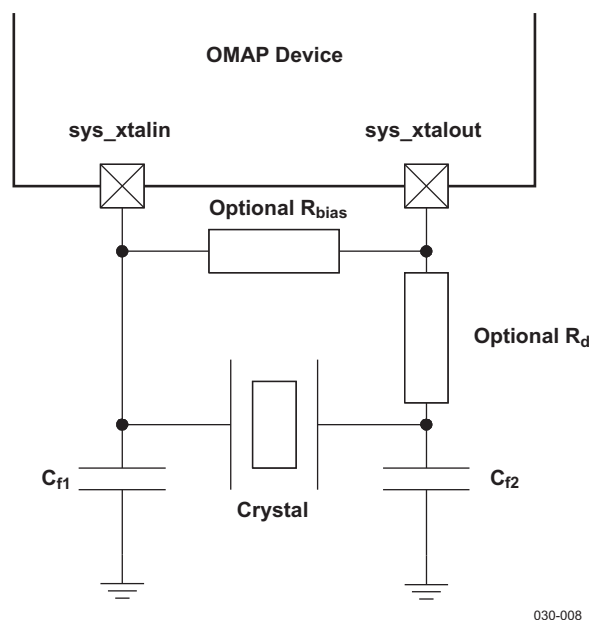 OMAP Device
sys_xtalin
sys_xtalout
Optional Rbias
Optional Rd
Cf1
Cf2
Crystal
030-008